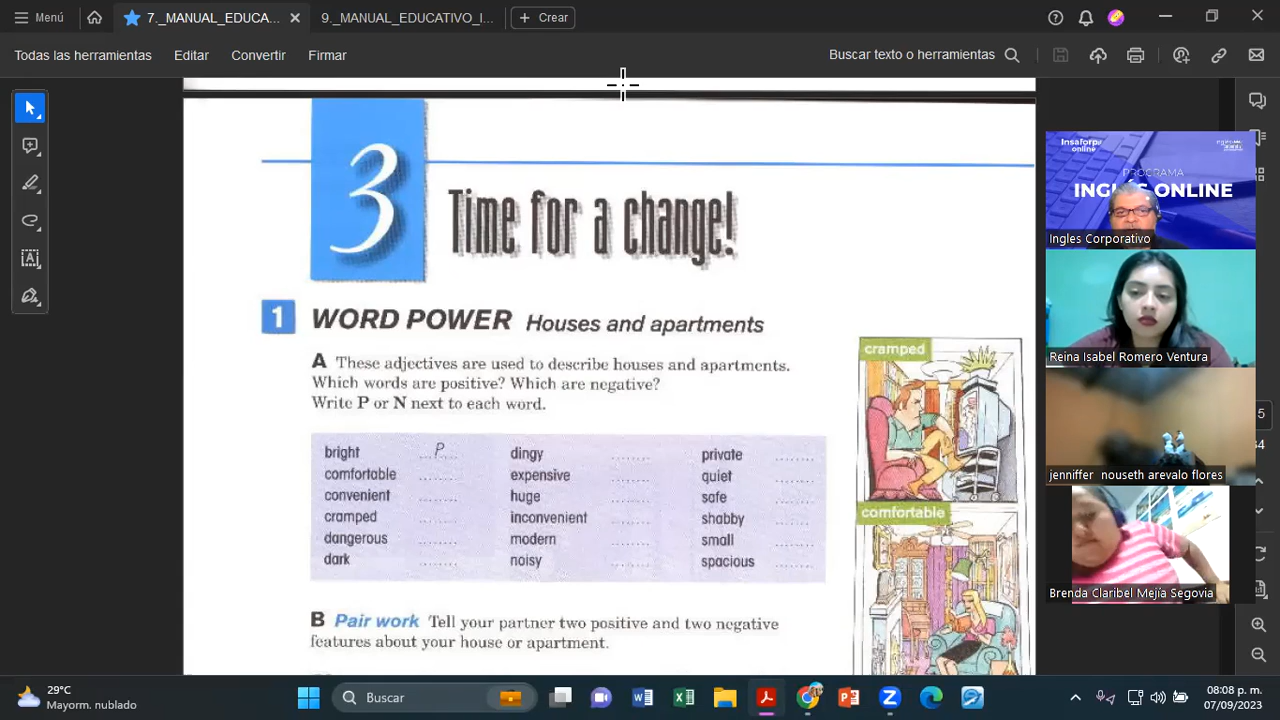 Menú
7._MANUAL_EDUCA...
9._MANUAL_EDUCATIVO_I...
Crear
Todas las herramientas
Editar
Convertir
Firmar
Buscar texto o herramientas
3
Time for a change!
1 WORD POWER Houses and apartments
A These adjectives are used to describe houses and apartments.
Which words are positive? Which are negative?
Write P or N next to each word.
bright P dingy private
comfortable expensive quiet
convenient huge safe
cramped inconvenient shabby
dangerous modern small
dark noisy spacious
B Pair work Tell your partner two positive and two negative
features about your house or apartment.
cramped
comfortable
Insaforp
online
PROGRAMA
INGLÉS ONLINE
Ingles Corporativo
Reina Isabel Romero Ventura
jenniffer nouseth arevalo flores
Brenda Claribel Mejía Segovia
5
29°C
Mayorm. nublado
Buscar
08:08 p. m.
07/09/2023